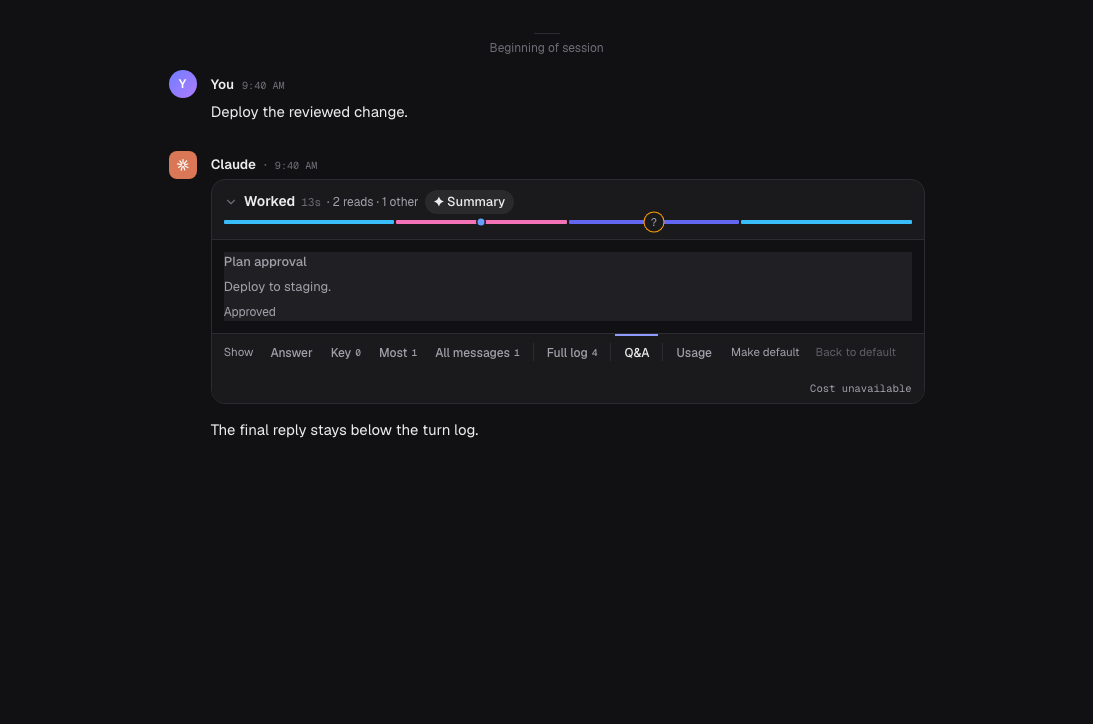 Beginning of session
Y You 9:40 AM
Deploy the reviewed change.
Claude · 9:40 AM
Worked 13s · 2 reads · 1 other ✦ Summary
?
Plan approval
Deploy to staging.
Approved
Show Answer Key 0 Most 1 All messages 1 Full log 4 Q&A Usage Make default Back to default
Cost unavailable
The final reply stays below the turn log.